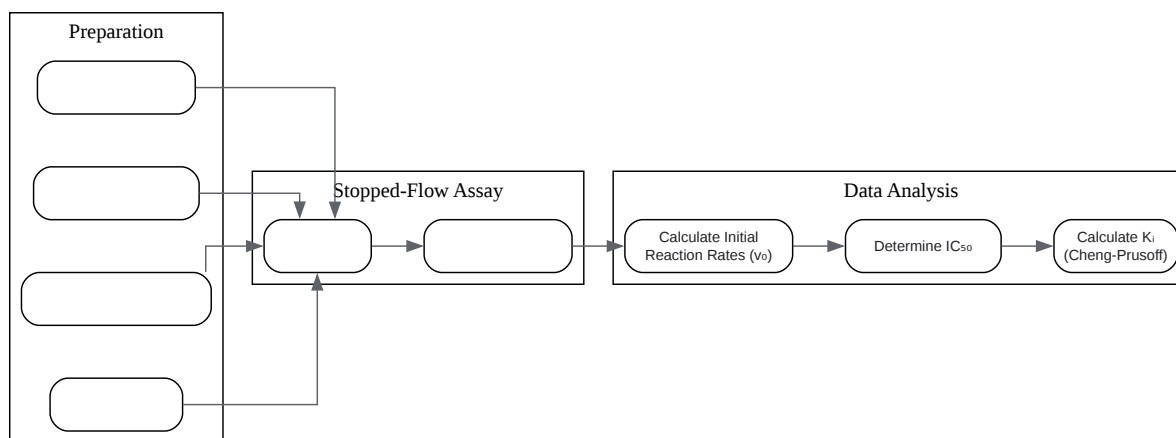 Preparation
Stopped-Flow Assay
Data Analysis
Calculate Initial
Reaction Rates (v₀)
Determine IC₅₀
Calculate Kᵢ
(Cheng-Prusoff)